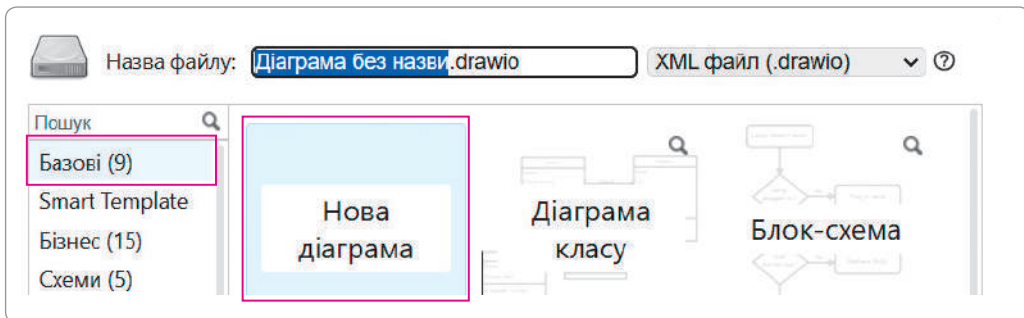 Назва файлу: Діаграма без назви.drawio XML файл (.drawio)
Пошук
Базові (9)
Smart Template
Бізнес (15)
Схеми (5)
Нова
діаграма
Діаграма
класу
Блок-схема